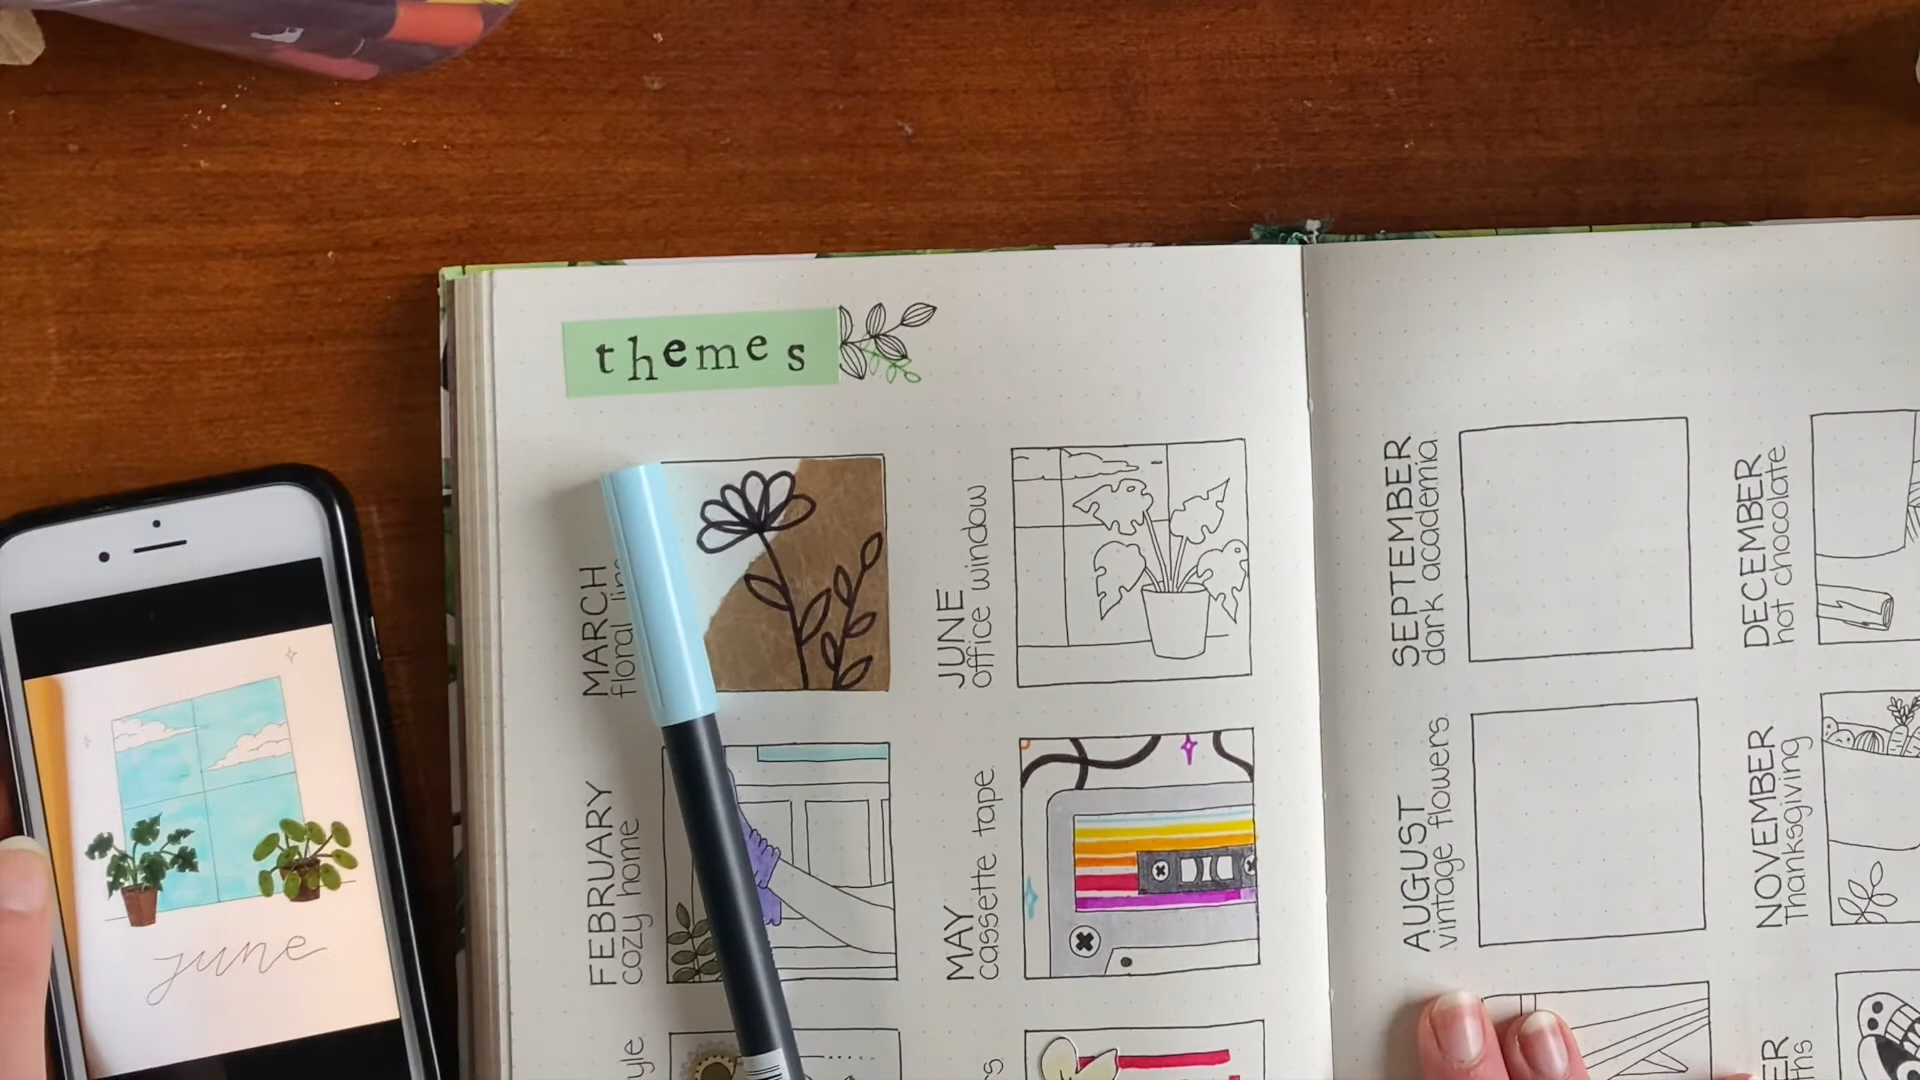 themes
MARCH
floral line
JUNE
office window
SEPTEMBER
dark academia
DECEMBER
hot chocolate
FEBRUARY
cozy home
MAY
cassette tape
AUGUST
vintage flowers
NOVEMBER
Thanksgiving
june